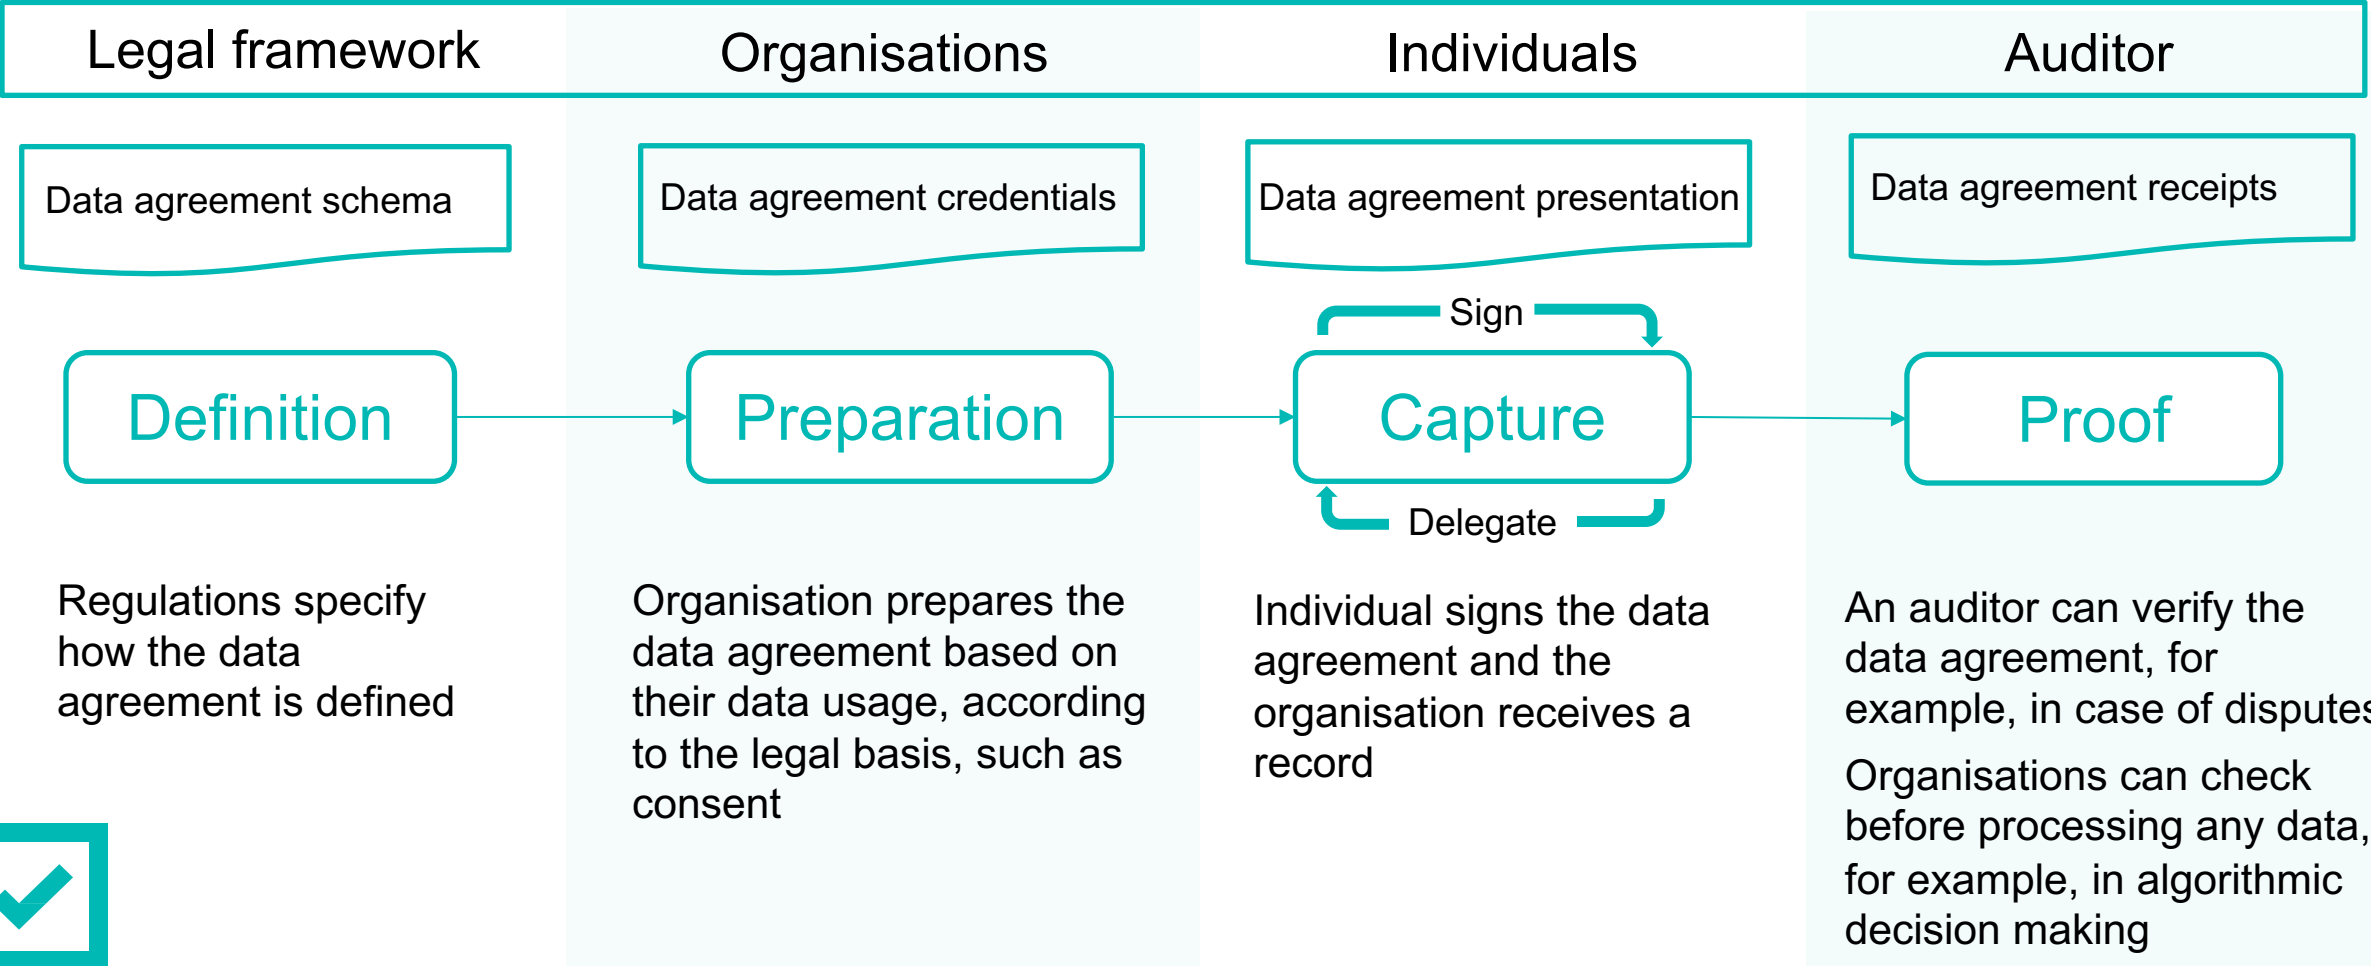 Legal framework
Organisations
Individuals
Auditor
Data agreement schema
Data agreement credentials
Data agreement presentation
Data agreement receipts
Sign
Definition
Preparation
Capture
Proof
Delegate
Regulations specify
how the data
agreement is defined
Organisation prepares the
data agreement based on
their data usage, according
to the legal basis, such as
consent
Individual signs the data
agreement and the
organisation receives a
record
An auditor can verify the
data agreement, for
example, in case of disputes
Organisations can check
before processing any data,
for example, in algorithmic
decision making